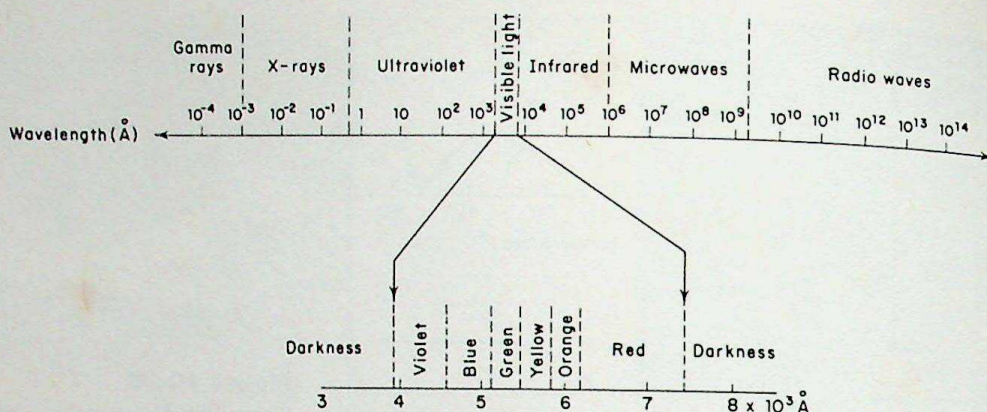 Gamma rays
X-rays
Ultraviolet
Visible light
Infrared
Microwaves
Radio waves
Wavelength (Å)
10⁻⁴ 10⁻³ 10⁻² 10⁻¹ 1 10 10² 10³ 10⁴ 10⁵ 10⁶ 10⁷ 10⁸ 10⁹ 10¹⁰ 10¹¹ 10¹² 10¹³ 10¹⁴
Darkness
Violet
Blue
Green
Yellow
Orange
Red
Darkness
3 4 5 6 7 8 x 10³ Å